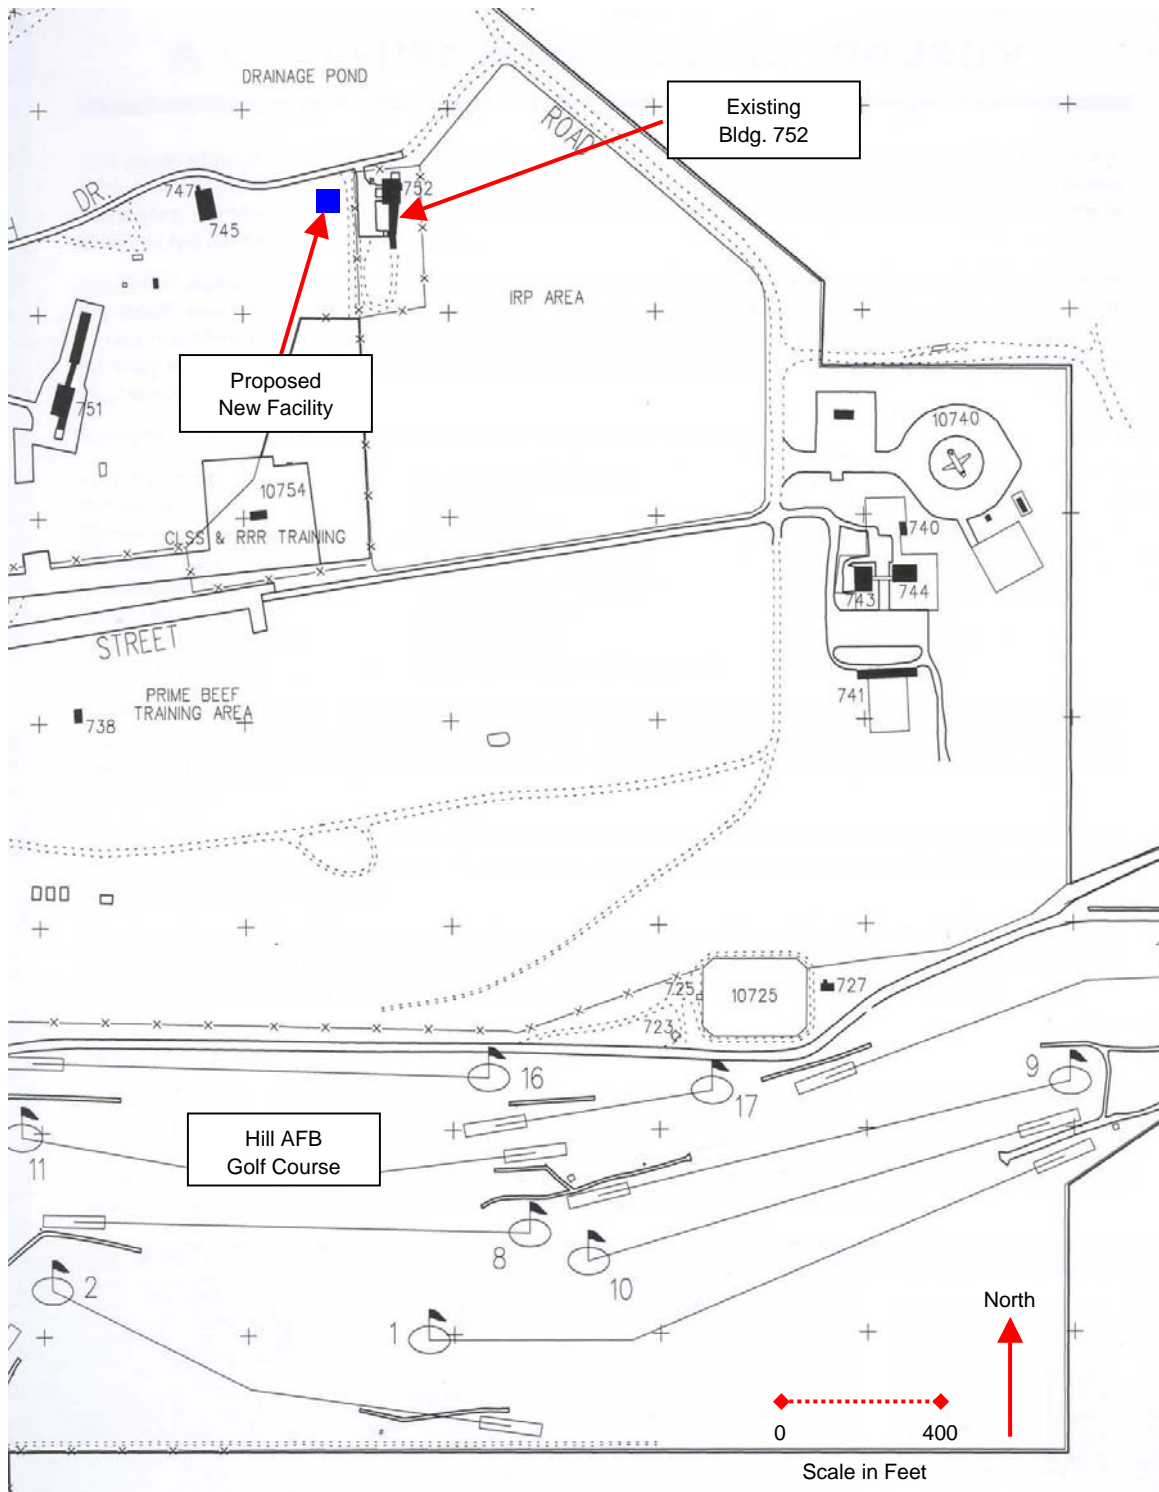 DRAINAGE POND
Existing
Bldg. 752
ROAD
DR.
747
745
752
IRP AREA
Proposed
New Facility
751
10740
10754
CLSS & RRR TRAINING
740
743
744
STREET
PRIME BEEF
TRAINING AREA
738
741
725
10725
727
723
16
17
9
11
Hill AFB
Golf Course
8
10
2
1
North
0
400
Scale in Feet